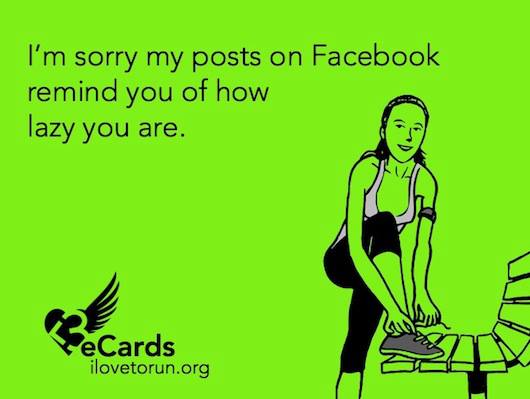 I'm sorry my posts on Facebook
remind you of how
lazy you are.
eCards
ilovetorun.org